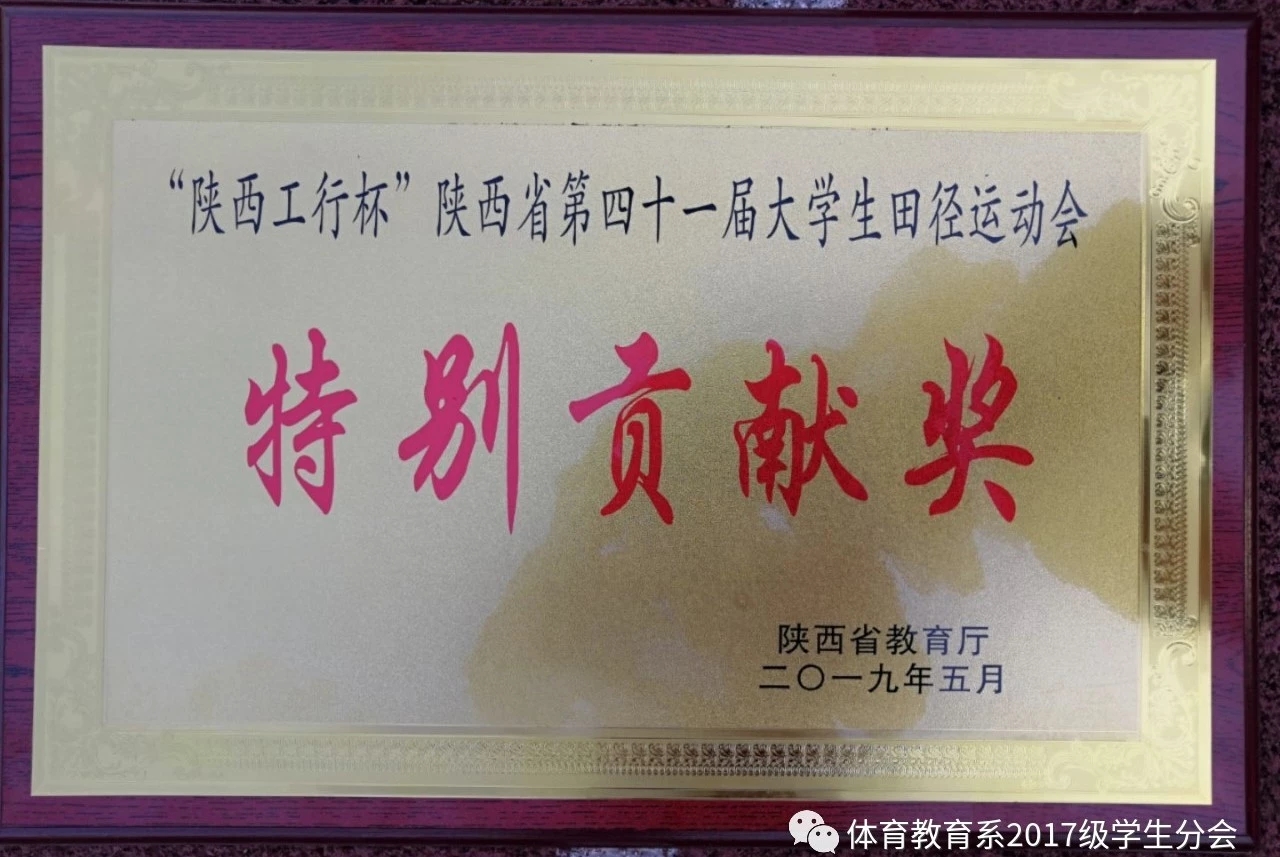 “陕西工行杯”陕西省第四十一届大学生田径运动会
特别贡献奖
陕西省教育厅
二〇一九年五月
体育教育系2017级学生分会